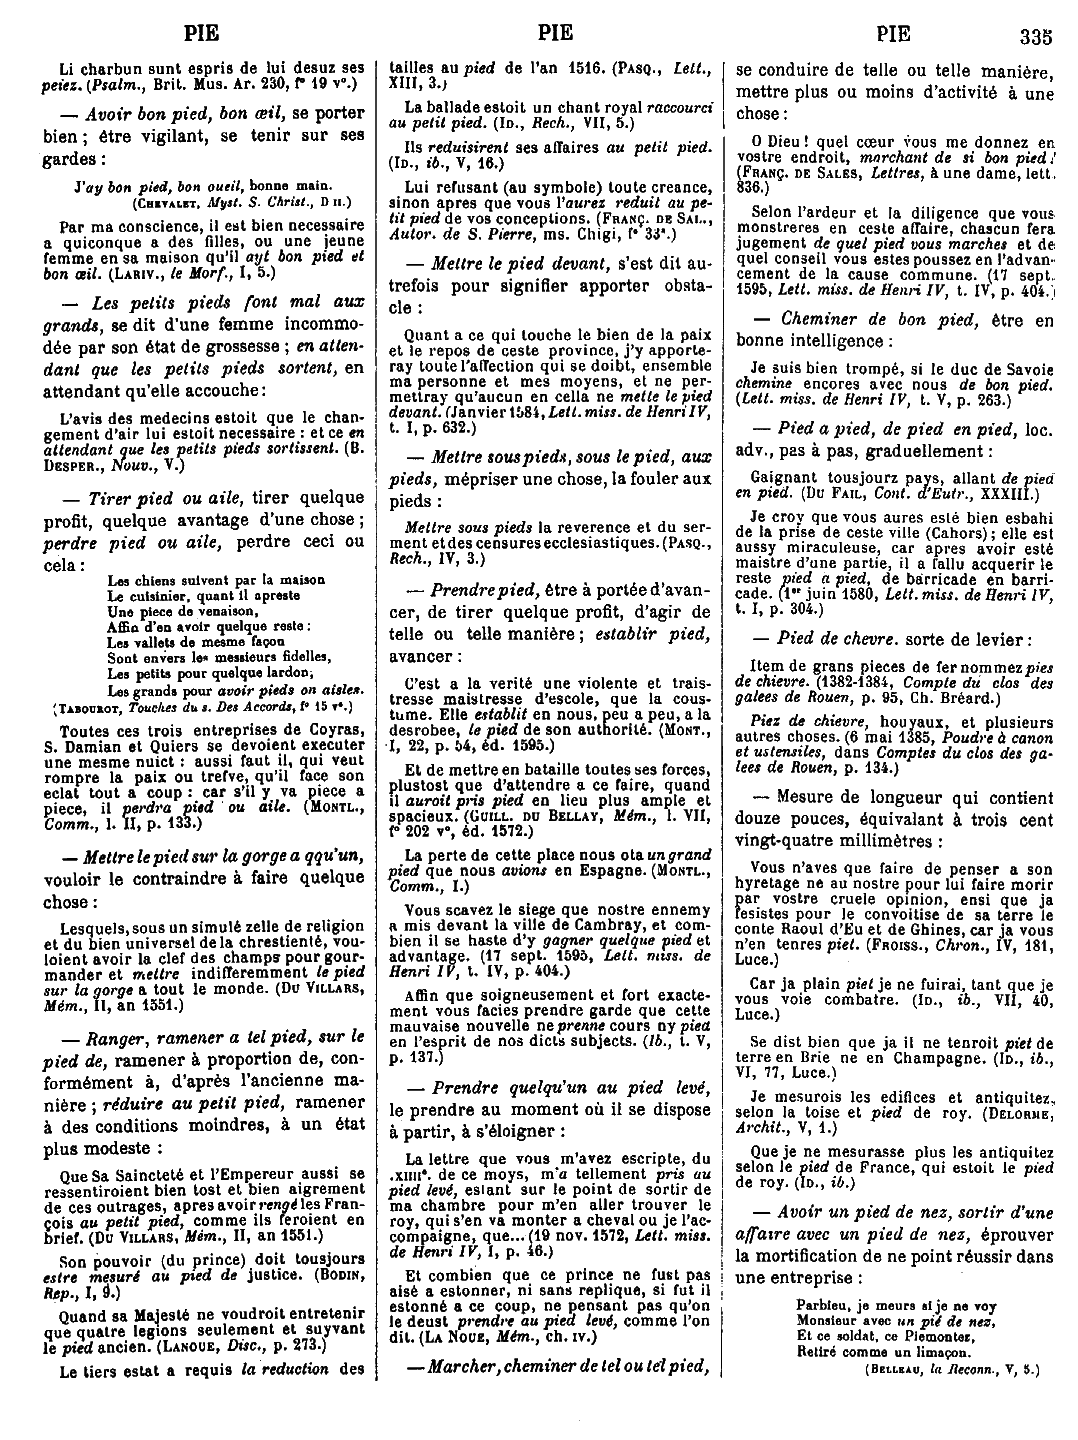 PIE
PIE
PIE
335
Li charbun sunt espris de lui desuz ses
peiez. (Psalm., Brit. Mus. Ar. 230, f° 19 v°.)
— Avoir bon pied, bon œil, se porter
bien ; être vigilant, se tenir sur ses
gardes :
J'ay bon pied, bon oueil, bonne main.
(CHEVALET, Myst. S. Christ., D II.)
Par ma conscience, il est bien necessaire
a quiconque a des filles, ou une jeune
femme en sa maison qu'il ayt bon pied et
bon œil. (LARIV., le Morf., I, 5.)
— Les petits pieds font mal aux
grands, se dit d'une femme incommo-
dée par son état de grossesse ; en atten-
dant que les petits pieds sortent, en
attendant qu'elle accouche :
L'avis des medecins estoit que le chan-
gement d'air lui estoit necessaire : et ce en
attendant que les petits pieds sortissent. (B.
DESPER., Nouv., V.)
— Tirer pied ou aile, tirer quelque
profit, quelque avantage d'une chose ;
perdre pied ou aile, perdre ceci ou
cela :
Les chiens suivent par la maison
Le cuisinier, quant il apreste
Une piece de venaison,
Affin d'en avoir quelque reste :
Les vallets de mesme façon
Sont envers les messieurs fidelles,
Les petits pour quelque lardon,
Les grands pour avoir pieds on aisles.
(TABOUROT, Touches du s. Des Accords, f° 15 r°.)
Toutes ces trois entreprises de Coyras,
S. Damian et Quiers se devoient executer
une mesme nuict : aussi faut il, qui veut
rompre la paix ou trefve, qu'il face son
eclat tout a coup : car s'il y va piece a
piece, il perdra pied ou aile. (MONTL.,
Comm., l. II, p. 133.)
— Mettre le pied sur la gorge a qqu'un,
vouloir le contraindre à faire quelque
chose :
Lesquels, sous un simulé zelle de religion
et du bien universel de la chrestienté, vou-
loient avoir la clef des champs pour gour-
mander et mettre indifferemment le pied
sur la gorge a tout le monde. (DU VILLARS,
Mém., II, an 1551.)
— Ranger, ramener a tel pied, sur le
pied de, ramener à proportion de, con-
formément à, d'après l'ancienne ma-
nière ; réduire au petit pied, ramener
à des conditions moindres, à un état
plus modeste :
Que Sa Saincteté et l'Empereur aussi se
ressentiroient bien tost et bien aigrement
de ces outrages, apres avoir rengé les Fran-
çois au petit pied, comme ils feroient en
brief. (DU VILLARS, Mém., II, an 1551.)
Son pouvoir (du prince) doit tousjours
estre mesuré au pied de justice. (BODIN,
Rep., I, 9.)
Quand sa Majesté ne voudroit entretenir
que quatre legions seulement et suyvant
le pied ancien. (LANOUE, Disc., p. 273.)
Le tiers estat a requis la reduction des
tailles au pied de l'an 1516. (PASQ., Lett.,
XIII, 3.)
La ballade estoit un chant royal raccourci
au petit pied. (ID., Rech., VII, 5.)
Ils reduisirent ses affaires au petit pied.
(ID., ib., V, 16.)
Lui refusant (au symbole) toute creance,
sinon apres que vous l'aurez reduit au pe-
tit pied de vos conceptions. (FRANÇ. DE SAL.,
Autor. de S. Pierre, ms. Chigi, f° 33ᵃ.)
— Mettre le pied devant, s'est dit au-
trefois pour signifier apporter obsta-
cle :
Quant a ce qui touche le bien de la paix
et le repos de ceste province, j'y apporte-
ray toute l'affection qui se doibt, ensemble
ma personne et mes moyens, et ne per-
mettray qu'aucun en cella ne mette le pied
devant. (Janvier 1584, Lett. miss. de Henri IV,
t. I, p. 632.)
— Mettre sous pieds, sous le pied, aux
pieds, mépriser une chose, la fouler aux
pieds :
Mettre sous pieds la reverence et du ser-
ment et des censures ecclesiastiques. (PASQ.,
Rech., IV, 3.)
— Prendre pied, être à portée d'avan-
cer, de tirer quelque profit, d'agir de
telle ou telle manière ; establir pied,
avancer :
C'est a la verité une violente et trais-
tresse maistresse d'escole, que la cous-
tume. Elle establit en nous, peu a peu, a la
desrobee, le pied de son authorité. (MONT.,
I, 22, p. 54, éd. 1595.)
Et de mettre en bataille toutes ses forces,
plustost que d'attendre a ce faire, quand
il auroit pris pied en lieu plus ample et
spacieux. (GUILL. DU BELLAY, Mém., l. VII,
f° 202 v°, éd. 1572.)
La perte de cette place nous ota un grand
pied que nous avions en Espagne. (MONTL.,
Comm., I.)
Vous scavez le siege que nostre ennemy
a mis devant la ville de Cambray, et com-
bien il se haste d'y gagner quelque pied et
advantage. (17 sept. 1595, Lett. miss. de
Henri IV, t. IV, p. 404.)
Affin que soigneusement et fort exacte-
ment vous facies prendre garde que cette
mauvaise nouvelle ne prenne cours ny pied
en l'esprit de nos dicts subjects. (Ib., t. V,
p. 137.)
— Prendre quelqu'un au pied levé,
le prendre au moment où il se dispose
à partir, à s'éloigner :
La lettre que vous m'avez escripte, du
.xiiiiᵉ. de ce moys, m'a tellement pris au
pied levé, estant sur le point de sortir de
ma chambre pour m'en aller trouver le
roy, qui s'en va monter a cheval ou je l'ac-
compaigne, que... (19 nov. 1572, Lett. miss.
de Henri IV, I, p. 46.)
Et combien que ce prince ne fust pas
aisé a estonner, ni sans replique, si fut il
estonné a ce coup, ne pensant pas qu'on
le deust prendre au pied levé, comme l'on
dit. (LA NOUE, Mém., ch. IV.)
— Marcher, cheminer de tel ou tel pied,
se conduire de telle ou telle manière,
mettre plus ou moins d'activité à une
chose :
O Dieu ! quel cœur vous me donnez en
vostre endroit, marchant de si bon pied !
(FRANÇ. DE SALES, Lettres, à une dame, lett.
836.)
Selon l'ardeur et la diligence que vous
monstreres en ceste affaire, chascun fera
jugement de quel pied vous marches et de
quel conseil vous estes poussez en l'advan-
cement de la cause commune. (17 sept.
1595, Lett. miss. de Henri IV, t. IV, p. 404.)
— Cheminer de bon pied, être en
bonne intelligence :
Je suis bien trompé, si le duc de Savoie
chemine encores avec nous de bon pied.
(Lett. miss. de Henri IV, t. V, p. 263.)
— Pied a pied, de pied en pied, loc.
adv., pas à pas, graduellement :
Gaignant tousjourz pays, allant de pied
en pied. (DU FAIL, Cont. d'Eutr., XXXIII.)
Je croy que vous aures esté bien esbahi
de la prise de ceste ville (Cahors) ; elle est
aussy miraculeuse, car apres avoir esté
maistre d'une partie, il a fallu acquerir le
reste pied a pied, de barricade en barri-
cade. (1ᵉʳ juin 1580, Lett. miss. de Henri IV,
t. I, p. 304.)
— Pied de chevre. sorte de levier :
Item de grans pieces de fer nommez pies
de chievre. (1382-1384, Compte du clos des
galees de Rouen, p. 95, Ch. Bréard.)
Piez de chievre, houyaux, et plusieurs
autres choses. (6 mai 1385, Poudre à canon
et ustensiles, dans Comptes du clos des ga-
lees de Rouen, p. 134.)
— Mesure de longueur qui contient
douze pouces, équivalant à trois cent
vingt-quatre millimètres :
Vous n'aves que faire de penser a son
hyretage ne au nostre pour lui faire morir
par vostre cruele opinion, ensi que ja
fesistes pour le convoitise de sa terre le
conte Raoul d'Eu et de Ghines, car ja vous
n'en tenres piet. (FROISS., Chron., IV, 181,
Luce.)
Car ja plain piet je ne fuirai, tant que je
vous voie combatre. (ID., ib., VII, 40,
Luce.)
Se dist bien que ja il ne tenroit piet de
terre en Brie ne en Champagne. (ID., ib.,
VI, 77, Luce.)
Je mesurois les edifices et antiquitez,
selon la toise et pied de roy. (DELORME,
Archit., V, 1.)
Que je ne mesurasse plus les antiquitez
selon le pied de France, qui estoit le pied
de roy. (ID., ib.)
— Avoir un pied de nez, sortir d'une
affaire avec un pied de nez, éprouver
la mortification de ne point réussir dans
une entreprise :
Parbleu, je meurs si je ne voy
Monsieur avec un pié de nez,
Et ce soldat, ce Piemontez,
Retiré comme un limaçon.
(BELLEAU, la Reconn., V, 5.)